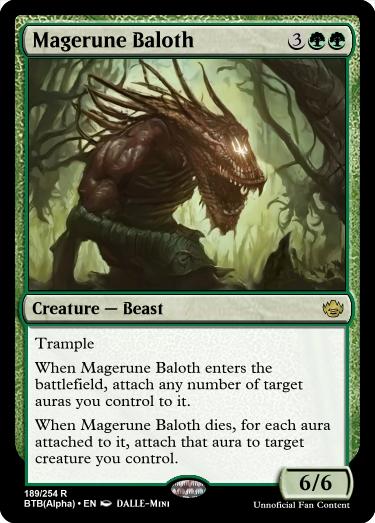 Magerune Baloth 3
Creature — Beast
Trample
When Magerune Baloth enters the
battlefield, attach any number of target
auras you control to it.
When Magerune Baloth dies, for each aura
attached to it, attach that aura to target
creature you control.
6/6
189/254 R
BTB(Alpha) • EN DALLE-Mini
Unnoficial Fan Content